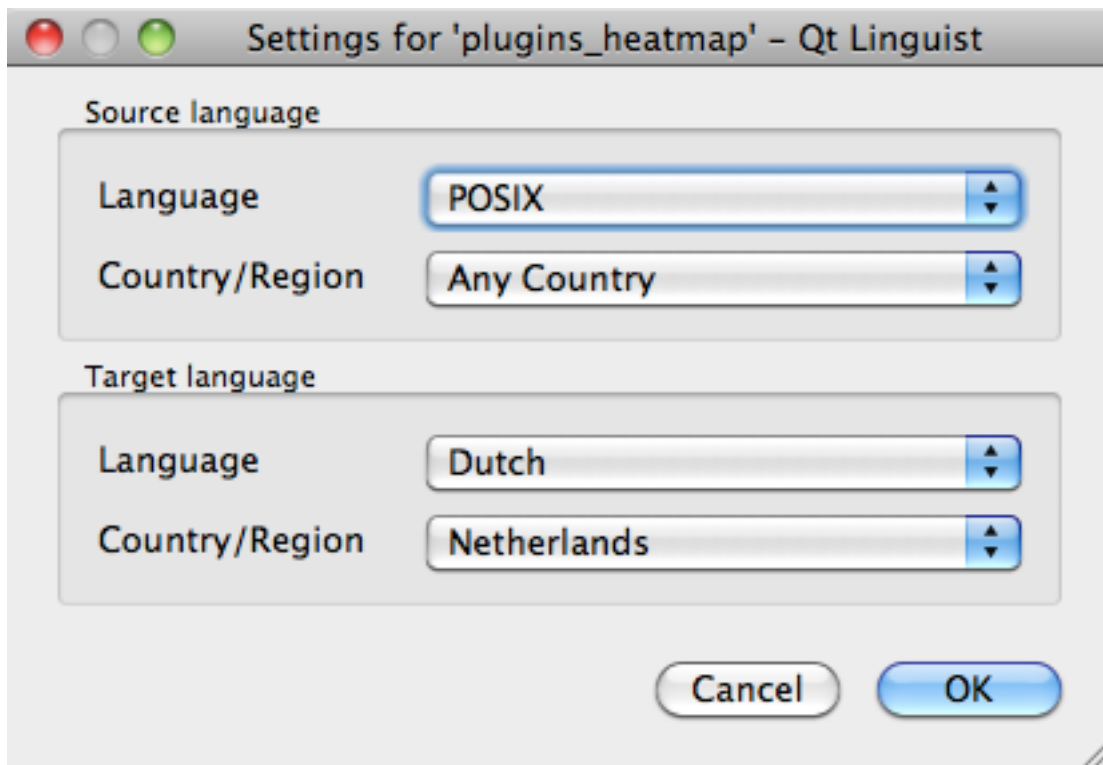 Settings for 'plugins_heatmap' – Qt Linguist
Source language
Language POSIX
Country/Region Any Country
Target language
Language Dutch
Country/Region Netherlands
Cancel OK